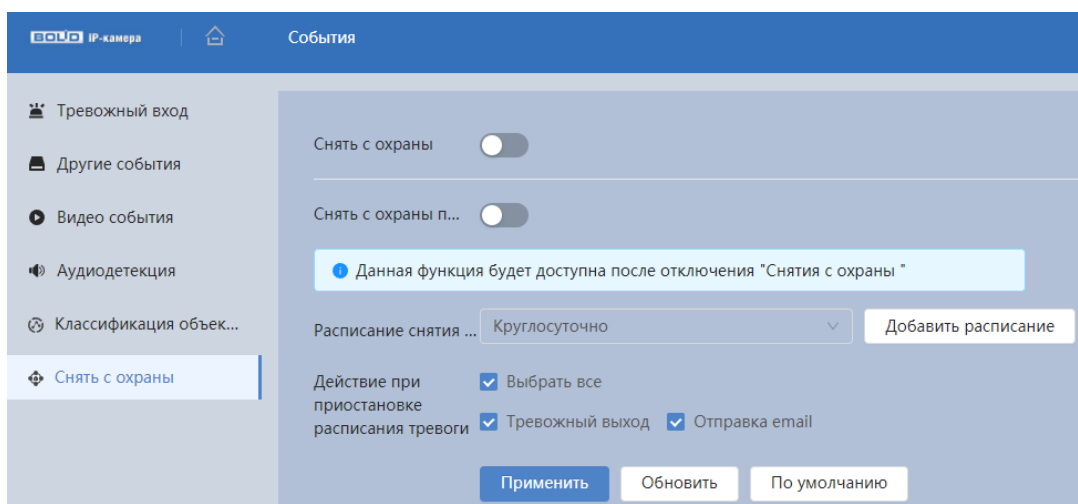 BOLID IP-камера
События
Тревожный вход
Другие события
Видео события
Аудиодетекция
Классификация объек...
Снять с охраны
Снять с охраны
Снять с охраны п...
Данная функция будет доступна после отключения "Снятия с охраны "
Расписание снятия ... Круглосуточно Добавить расписание
Действие при приостановке расписания тревоги
Выбрать все
Тревожный выход Отправка email
Применить Обновить По умолчанию